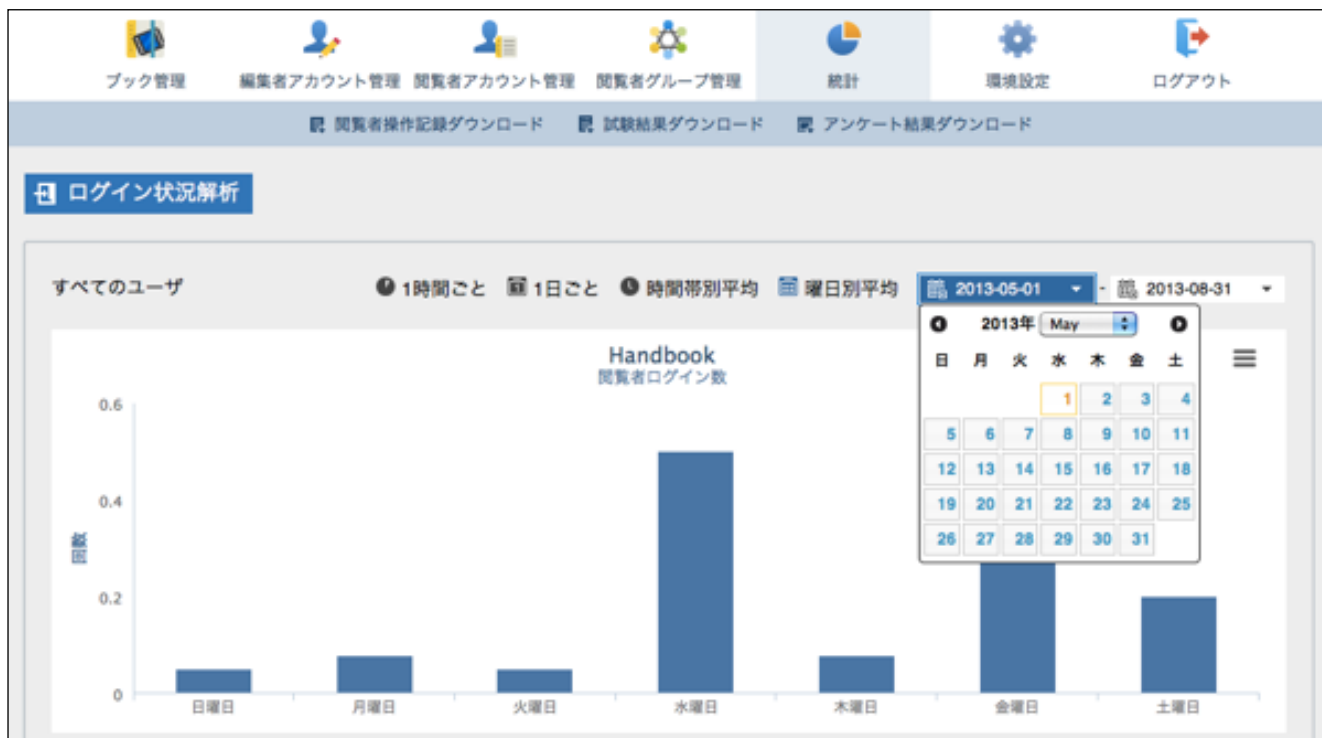 ブック管理 編集者アカウント管理 閲覧者アカウント管理 閲覧者グループ管理 統計 環境設定 ログアウト
閲覧者操作記録ダウンロード 試験結果ダウンロード アンケート結果ダウンロード
ログイン状況解析
すべてのユーザ 1時間ごと 1日ごと 時間帯別平均 曜日別平均 2013-05-01 - 2013-08-31
2013年 May
日 月 火 水 木 金 土
1 2 3 4
5 6 7 8 9 10 11
12 13 14 15 16 17 18
19 20 21 22 23 24 25
26 27 28 29 30 31
Handbook
閲覧者ログイン数
0.6
0.4
回数
0.2
0
日曜日 月曜日 火曜日 水曜日 木曜日 金曜日 土曜日